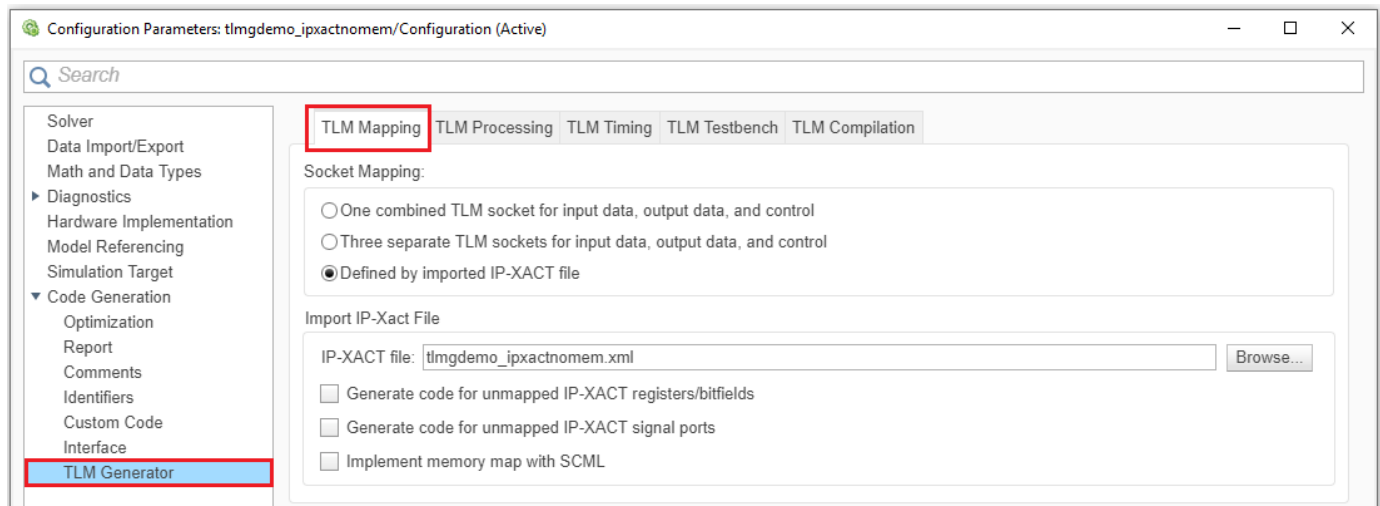 Configuration Parameters: tlmgdemo_ipxactnomem/Configuration (Active)
Search
Solver
Data Import/Export
Math and Data Types
Diagnostics
Hardware Implementation
Model Referencing
Simulation Target
Code Generation
Optimization
Report
Comments
Identifiers
Custom Code
Interface
TLM Generator
TLM Mapping TLM Processing TLM Timing TLM Testbench TLM Compilation
Socket Mapping:
One combined TLM socket for input data, output data, and control
Three separate TLM sockets for input data, output data, and control
Defined by imported IP-XACT file
Import IP-Xact File
IP-XACT file: tlmgdemo_ipxactnomem.xml Browse...
Generate code for unmapped IP-XACT registers/bitfields
Generate code for unmapped IP-XACT signal ports
Implement memory map with SCML